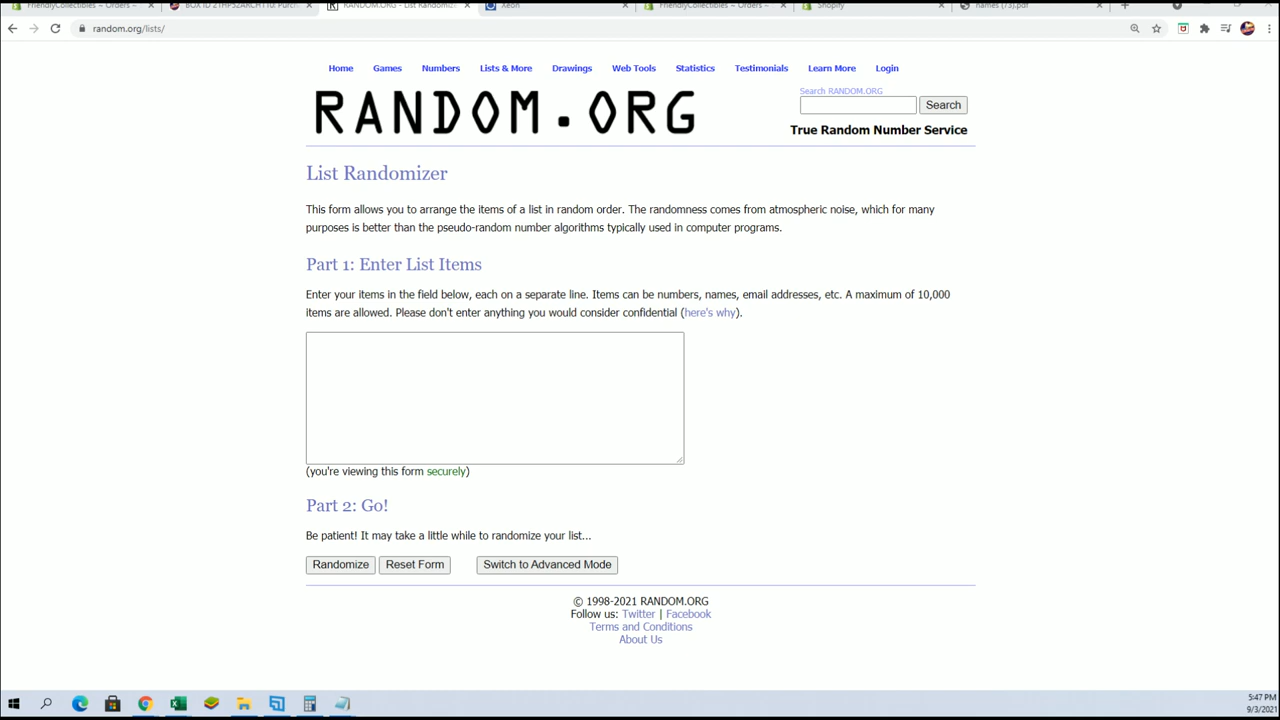 FriendlyCollectibles – Orders –
RANDOM.ORG - List Randomiz
Xeon
FriendlyCollectibles – Orders –
Shopify
names (73).pdf
random.org/lists/
Home Games Numbers Lists & More Drawings Web Tools Statistics Testimonials Learn More Login
RANDOM.ORG
Search RANDOM.ORG
Search
True Random Number Service
List Randomizer
This form allows you to arrange the items of a list in random order. The randomness comes from atmospheric noise, which for many
purposes is better than the pseudo-random number algorithms typically used in computer programs.
Part 1: Enter List Items
Enter your items in the field below, each on a separate line. Items can be numbers, names, email addresses, etc. A maximum of 10,000
items are allowed. Please don't enter anything you would consider confidential (here's why).
(you're viewing this form securely)
Part 2: Go!
Be patient! It may take a little while to randomize your list...
Randomize Reset Form Switch to Advanced Mode
© 1998-2021 RANDOM.ORG
Follow us: Twitter | Facebook
Terms and Conditions
About Us
5:47 PM
9/3/2021